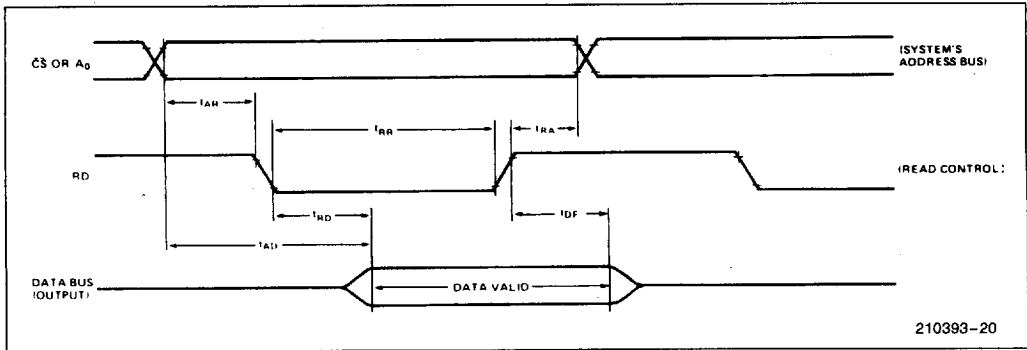 C̅S̅ OR A₀
(SYSTEM'S
ADDRESS BUS)
tAR
tRR
tRA
RD
(READ CONTROL)
tRD
tDF
tAD
DATA BUS
(OUTPUT)
DATA VALID
210393–20